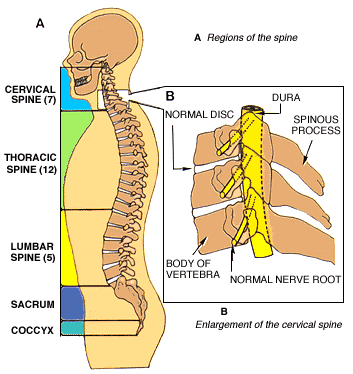 A
A Regions of the spine
CERVICAL
SPINE (7)
THORACIC
SPINE (12)
LUMBAR
SPINE (5)
SACRUM
COCCYX
B
DURA
NORMAL DISC
SPINOUS
PROCESS
BODY OF
VERTEBRA
NORMAL NERVE ROOT
B
Enlargement of the cervical spine